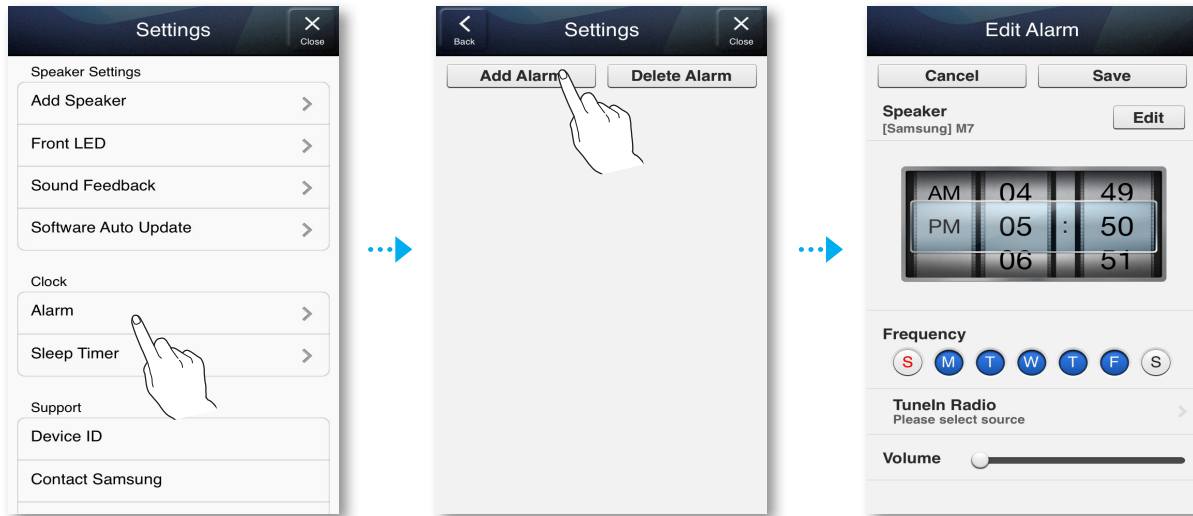 Settings
Close
Speaker Settings
Add Speaker
Front LED
Sound Feedback
Software Auto Update
Clock
Alarm
Sleep Timer
Support
Device ID
Contact Samsung
Back
Settings
Close
Add Alarm
Delete Alarm
Edit Alarm
Cancel
Save
Speaker
[Samsung] M7
Edit
AM 04 49
PM 05 : 50
06 51
Frequency
S M T W T F S
TuneIn Radio
Please select source
Volume